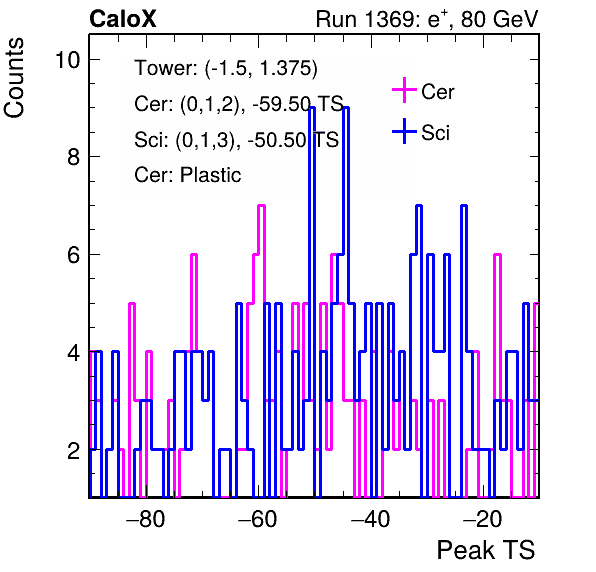 CaloX
Run 1369: e⁺, 80 GeV
Counts
Tower: (-1.5, 1.375)
Cer: (0,1,2), -59.50 TS
Sci: (0,1,3), -50.50 TS
Cer: Plastic
Cer
Sci
10
8
6
4
2
−80 −60 −40 −20
Peak TS